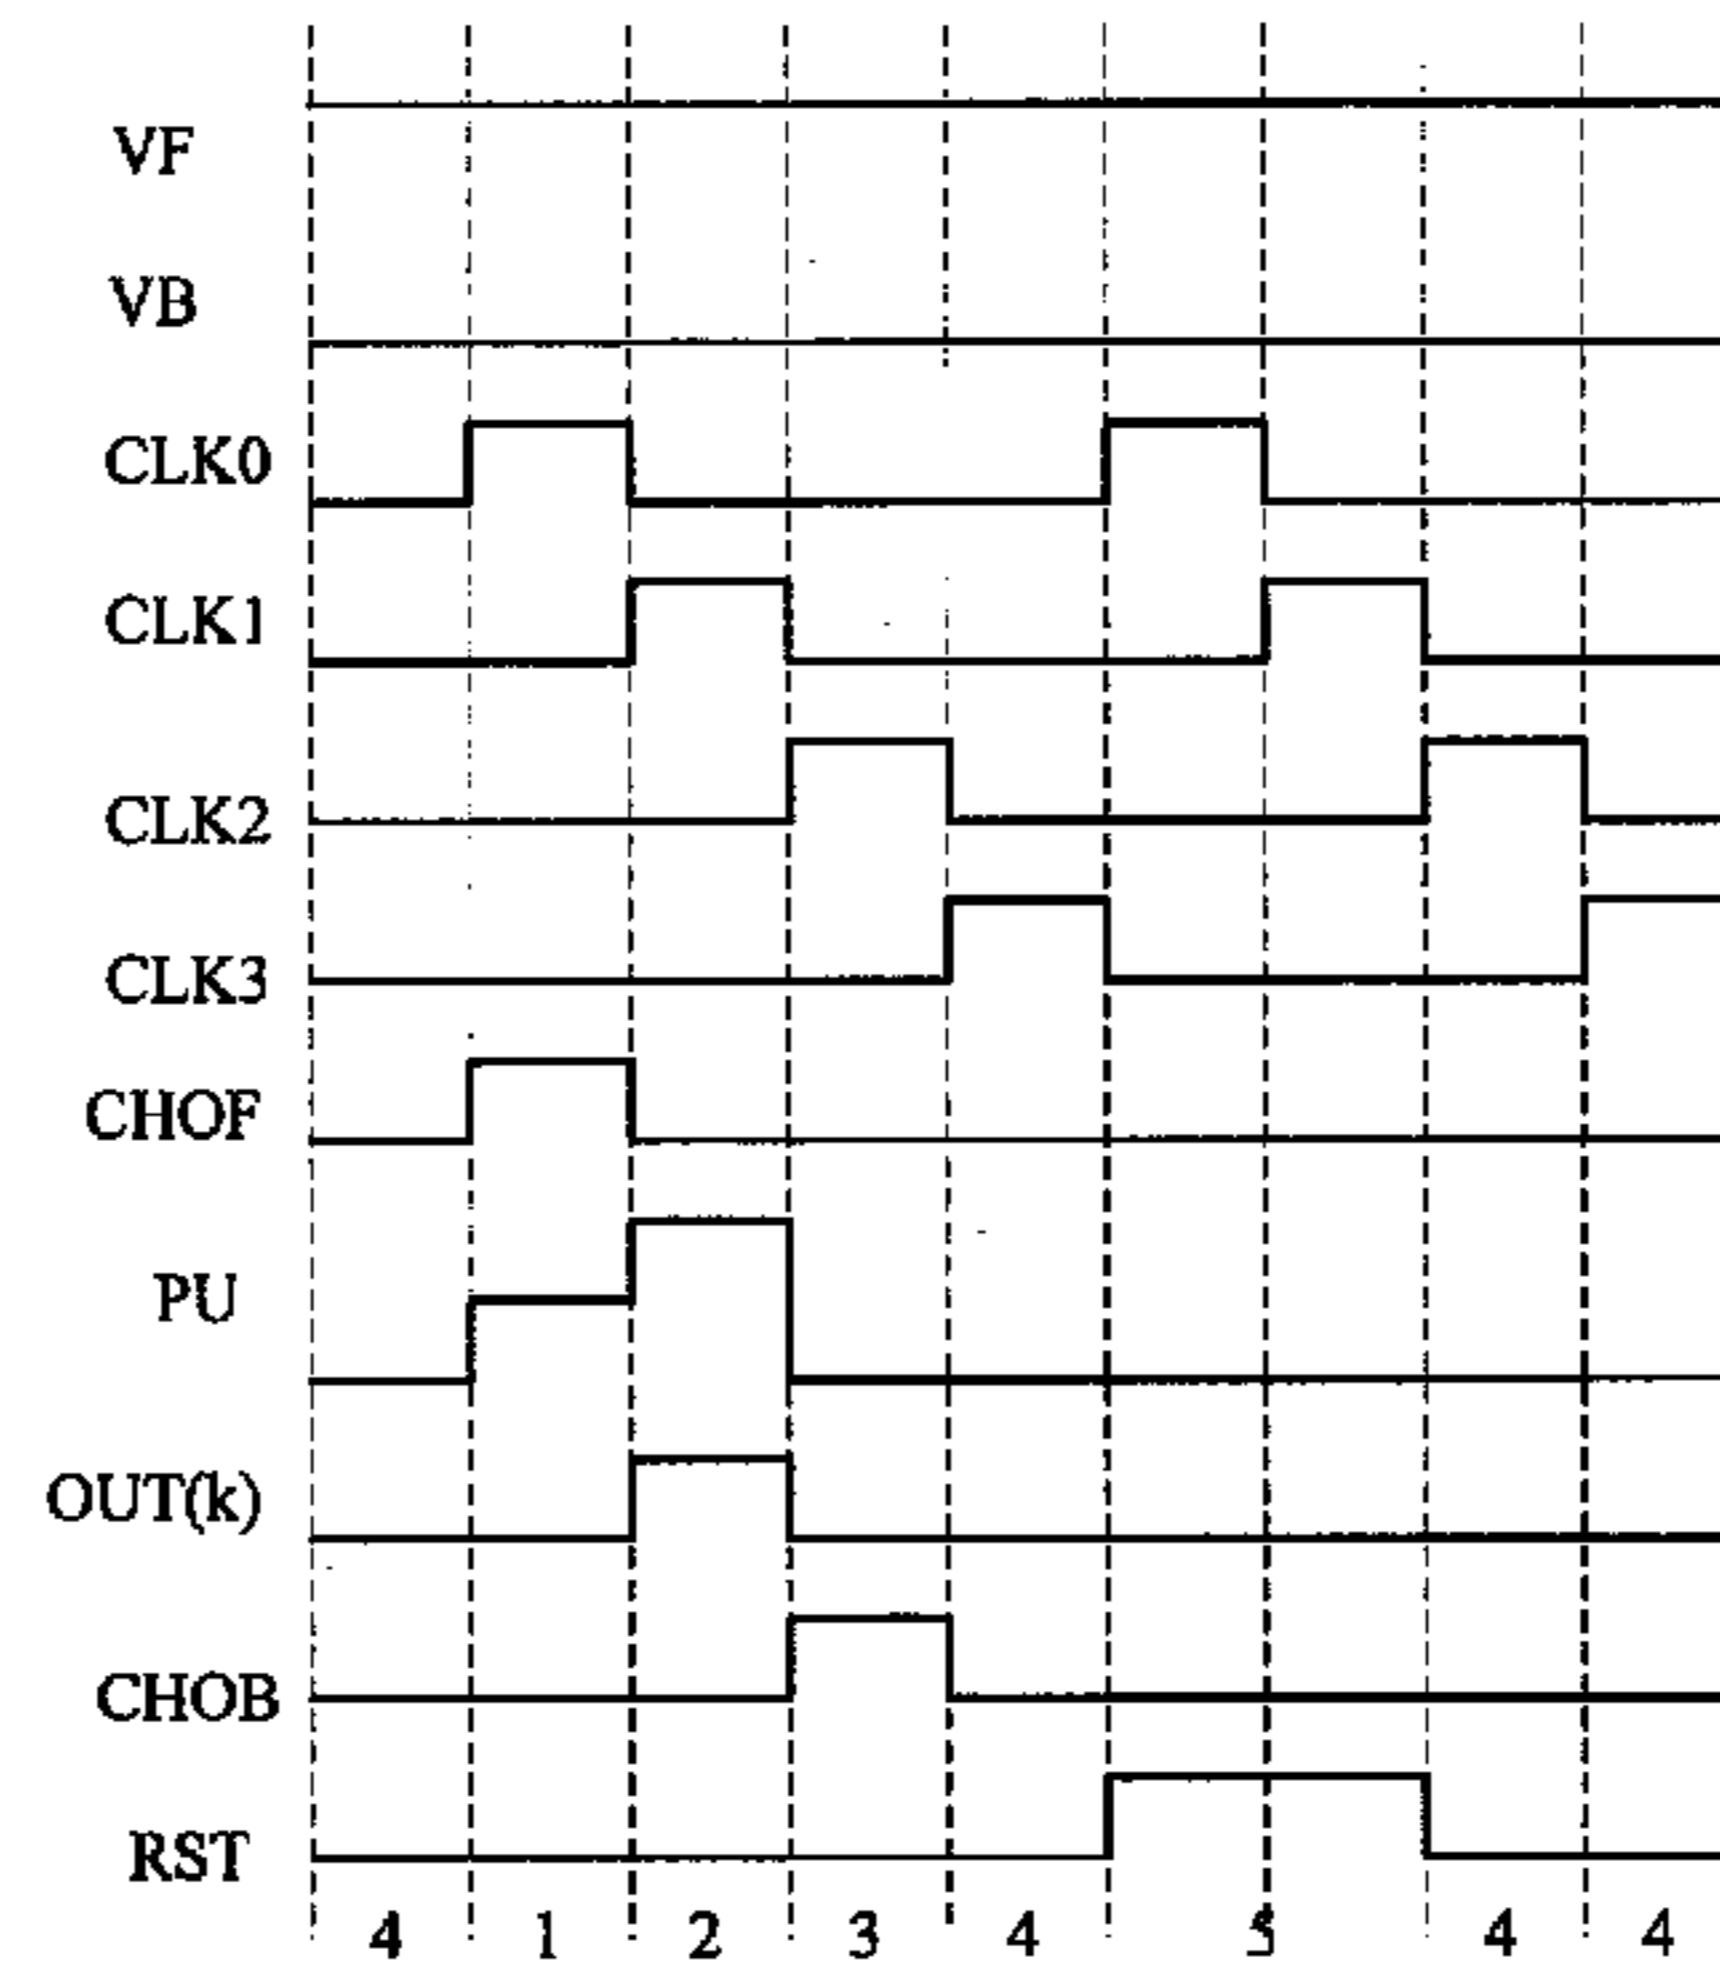 VF
VB
CLK0
CLK1
CLK2
CLK3
CHOF
PU
OUT(k)
CHOB
RST
4 1 2 3 4 5 4 4